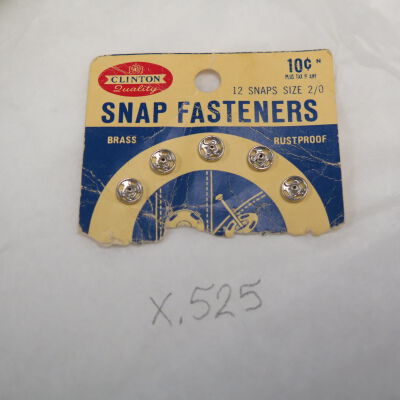 CLINTON
Quality
10¢ N
PLUS TAX IF ANY
12 SNAPS SIZE 2/0
SNAP FASTENERS
BRASS RUSTPROOF
X.525